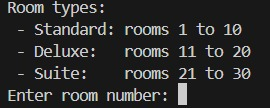 Room types:
 - Standard: rooms 1 to 10
 - Deluxe:   rooms 11 to 20
 - Suite:    rooms 21 to 30
Enter room number: